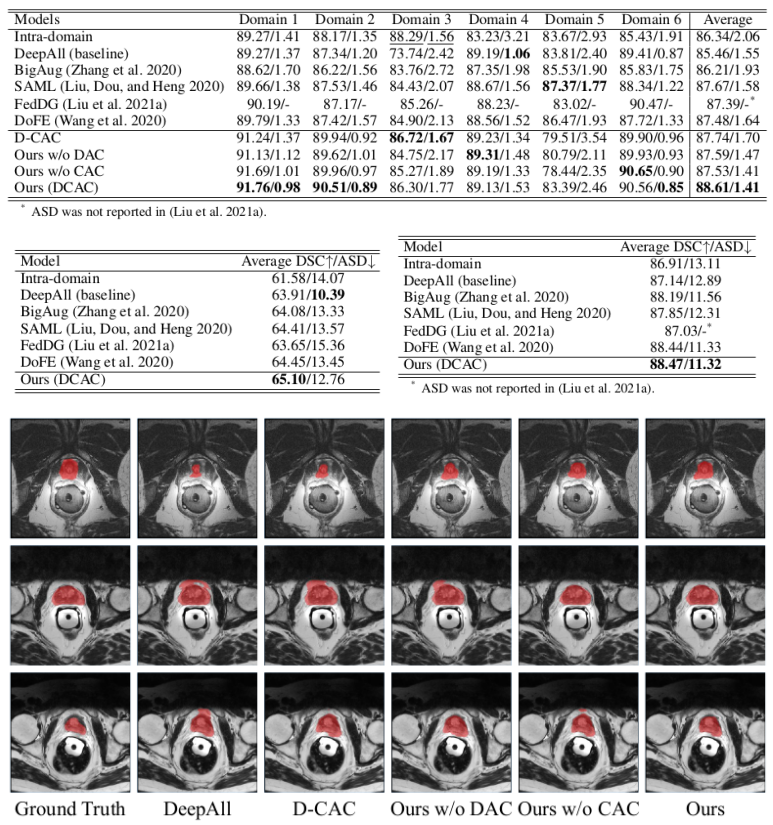 Models Domain 1 Domain 2 Domain 3 Domain 4 Domain 5 Domain 6 Average
Intra-domain 89.27/1.41 88.17/1.35 88.29/1.56 83.23/3.21 83.67/2.93 85.43/1.91 86.34/2.06
DeepAll (baseline) 89.27/1.37 87.34/1.20 73.74/2.42 89.19/1.06 83.81/2.40 89.41/0.87 85.46/1.55
BigAug (Zhang et al. 2020) 88.62/1.70 86.22/1.56 83.76/2.72 87.35/1.98 85.53/1.90 85.83/1.75 86.21/1.93
SAML (Liu, Dou, and Heng 2020) 89.66/1.38 87.53/1.46 84.43/2.07 88.67/1.56 87.37/1.77 88.34/1.22 87.67/1.58
FedDG (Liu et al. 2021a) 90.19/- 87.17/- 85.26/- 88.23/- 83.02/- 90.47/- 87.39/-*
DoFE (Wang et al. 2020) 89.79/1.33 87.42/1.57 84.90/2.13 88.56/1.52 86.47/1.93 87.72/1.33 87.48/1.64
D-CAC 91.24/1.37 89.94/0.92 86.72/1.67 89.23/1.34 79.51/3.54 89.90/0.96 87.74/1.70
Ours w/o DAC 91.13/1.12 89.62/1.01 84.75/2.17 89.31/1.48 80.79/2.11 89.93/0.93 87.59/1.47
Ours w/o CAC 91.69/1.01 89.96/0.97 85.27/1.89 89.19/1.33 78.44/2.35 90.65/0.90 87.53/1.41
Ours (DCAC) 91.76/0.98 90.51/0.89 86.30/1.77 89.13/1.53 83.39/2.46 90.56/0.85 88.61/1.41
* ASD was not reported in (Liu et al. 2021a).
Model Average DSC↑/ASD↓
Intra-domain 61.58/14.07
DeepAll (baseline) 63.91/10.39
BigAug (Zhang et al. 2020) 64.08/13.33
SAML (Liu, Dou, and Heng 2020) 64.41/13.57
FedDG (Liu et al. 2021a) 63.65/15.36
DoFE (Wang et al. 2020) 64.45/13.45
Ours (DCAC) 65.10/12.76
Model Average DSC↑/ASD↓
Intra-domain 86.91/13.11
DeepAll (baseline) 87.14/12.89
BigAug (Zhang et al. 2020) 88.19/11.56
SAML (Liu, Dou, and Heng 2020) 87.85/12.31
FedDG (Liu et al. 2021a) 87.03/-*
DoFE (Wang et al. 2020) 88.44/11.33
Ours (DCAC) 88.47/11.32
* ASD was not reported in (Liu et al. 2021a).
Ground Truth DeepAll D-CAC Ours w/o DAC Ours w/o CAC Ours